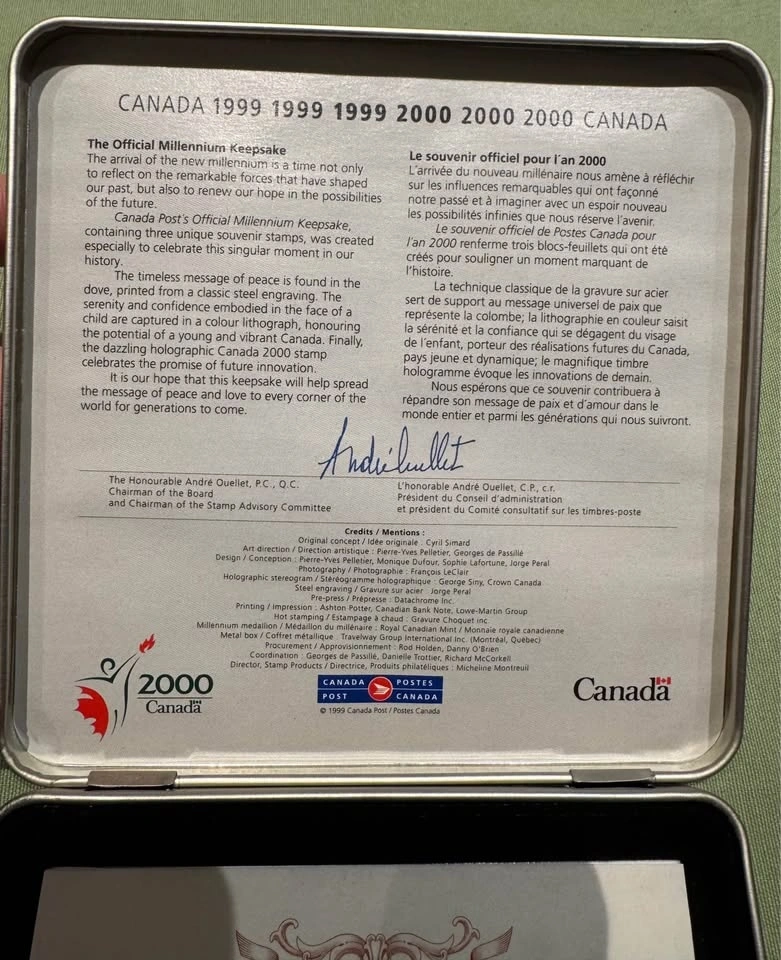 CANADA 1999 1999 1999 2000 2000 2000 CANADA
The Official Millennium Keepsake
The arrival of the new millennium is a time not only
to reflect on the remarkable forces that have shaped
our past, but also to renew our hope in the possibilities
of the future.
Canada Post's Official Millennium Keepsake,
containing three unique souvenir stamps, was created
especially to celebrate this singular moment in our
history.
The timeless message of peace is found in the
dove, printed from a classic steel engraving. The
serenity and confidence embodied in the face of a
child are captured in a colour lithograph, honouring
the potential of a young and vibrant Canada. Finally,
the dazzling holographic Canada 2000 stamp
celebrates the promise of future innovation.
It is our hope that this keepsake will help spread
the message of peace and love to every corner of the
world for generations to come.
Le souvenir officiel pour l'an 2000
L'arrivée du nouveau millénaire nous amène à réfléchir
sur les influences remarquables qui ont façonné
notre passé et à imaginer avec un espoir nouveau
les possibilités infinies que nous réserve l'avenir.
Le souvenir officiel de Postes Canada pour
l'an 2000 renferme trois blocs-feuillets qui ont été
créés pour souligner un moment marquant de
l'histoire.
La technique classique de la gravure sur acier
sert de support au message universel de paix que
représente la colombe; la lithographie en couleur saisit
la sérénité et la confiance qui se dégagent du visage
de l'enfant, porteur des réalisations futures du Canada,
pays jeune et dynamique; le magnifique timbre
hologramme évoque les innovations de demain.
Nous espérons que ce souvenir contribuera à
répandre son message de paix et d'amour dans le
monde entier et parmi les générations qui nous suivront.
André Ouellet
The Honourable André Ouellet, P.C., Q.C.
Chairman of the Board
and Chairman of the Stamp Advisory Committee
L'honorable André Ouellet, C.P., c.r.
Président du Conseil d'administration
et président du Comité consultatif sur les timbres-poste
Credits / Mentions :
Original concept / Idée originale : Cyril Simard
Art direction / Direction artistique : Pierre-Yves Pelletier, Georges de Passillé
Design / Conception : Pierre-Yves Pelletier, Monique Dufour, Sophie Lafortune, Jorge Peral
Photography / Photographie : François LeClair
Holographic stereogram / Stéréogramme holographique : George Siny, Crown Canada
Steel engraving / Gravure sur acier : Jorge Peral
Pre-press / Prépresse : Datachrome Inc.
Printing / Impression : Ashton Potter, Canadian Bank Note, Lowe-Martin Group
Hot stamping / Estampage à chaud : Gravure Choquet inc.
Millennium medallion / Médaillon du millénaire : Royal Canadian Mint / Monnaie royale canadienne
Metal box / Coffret métallique : Travelway Group International Inc. (Montréal, Québec)
Procurement / Approvisionnement : Rod Holden, Danny O'Brien
Coordination : Georges de Passillé, Danielle Trottier, Richard McCorkell
Director, Stamp Products / Directrice, Produits philatéliques : Micheline Montreuil
2000
Canada
CANADA POSTES
POST CANADA
© 1999 Canada Post / Postes Canada
Canada